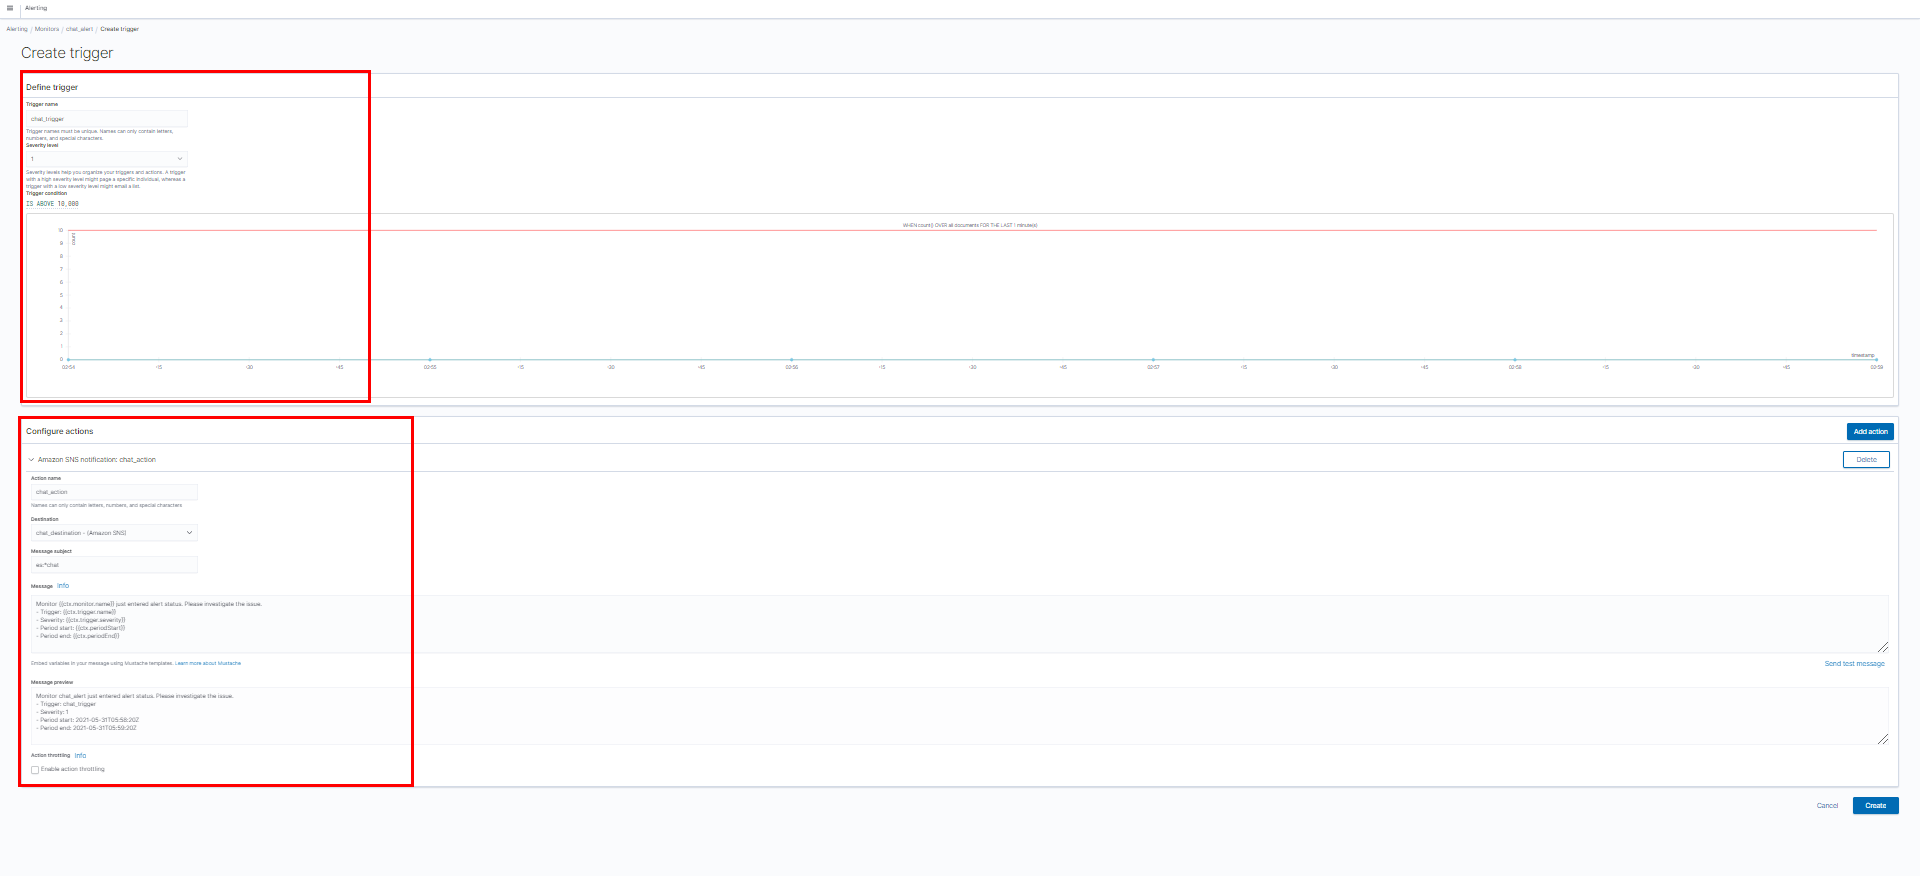 Alerting
Alerting / Monitors / chat_alert / Create trigger
Create trigger
Define trigger
Trigger name
chat_trigger
Trigger names must be unique. Names can only contain letters,
numbers, and special characters.
Severity level
1
Severity levels help you organize your triggers and actions. A trigger
with a high severity level might page a specific individual, whereas a
trigger with a low severity level might email a list.
Trigger condition
IS ABOVE 10,000
WHEN count() OVER all documents FOR THE LAST 1 minute(s)
count
10
9
8
7
6
5
4
3
2
1
0
timestamp
02:54 :15 :30 :45 02:55 :15 :30 :45 02:56 :15 :30 :45 02:57 :15 :30 :45 02:58 :15 :30 :45 02:59
Configure actions
Add action
Amazon SNS notification: chat_action
Delete
Action name
chat_action
Names can only contain letters, numbers, and special characters
Destination
chat_destination - (Amazon SNS)
Message subject
es:*chat
Message Info
Monitor {{ctx.monitor.name}} just entered alert status. Please investigate the issue.
- Trigger: {{ctx.trigger.name}}
- Severity: {{ctx.trigger.severity}}
- Period start: {{ctx.periodStart}}
- Period end: {{ctx.periodEnd}}
Embed variables in your message using Mustache templates. Learn more about Mustache
Send test message
Message preview
Monitor chat_alert just entered alert status. Please investigate the issue.
- Trigger: chat_trigger
- Severity: 1
- Period start: 2021-05-31T05:58:20Z
- Period end: 2021-05-31T05:59:20Z
Action throttling Info
Enable action throttling
Cancel
Create